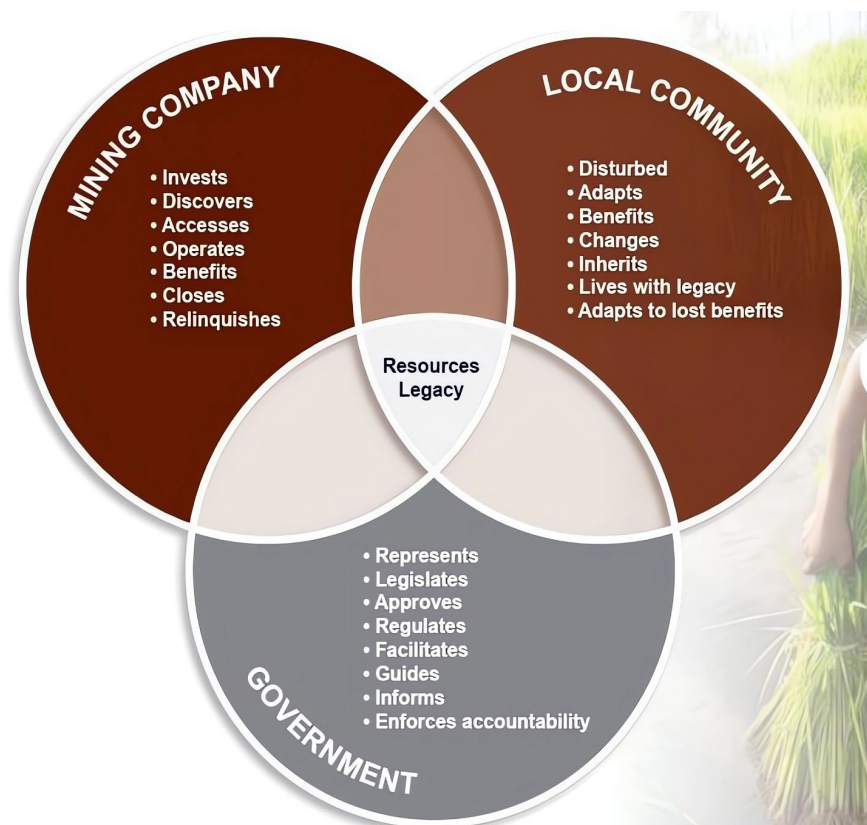 MINING COMPANY
• Invests
• Discovers
• Accesses
• Operates
• Benefits
• Closes
• Relinquishes
LOCAL COMMUNITY
• Disturbed
• Adapts
• Benefits
• Changes
• Inherits
• Lives with legacy
• Adapts to lost benefits
Resources
Legacy
• Represents
• Legislates
• Approves
• Regulates
• Facilitates
• Guides
• Informs
• Enforces accountability
GOVERNMENT